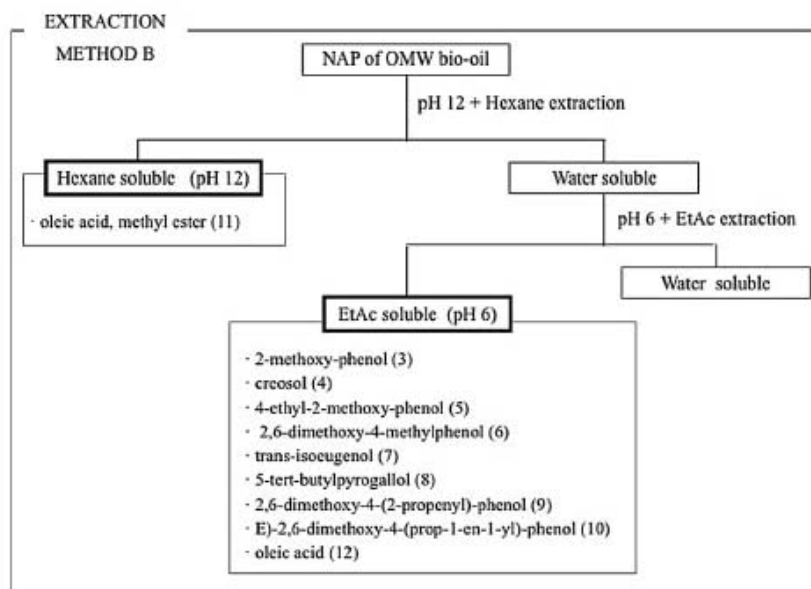 EXTRACTION
METHOD B
NAP of OMW bio-oil
pH 12 + Hexane extraction
Hexane soluble (pH 12)
Water soluble
· oleic acid, methyl ester (11)
pH 6 + EtAc extraction
Water soluble
EtAc soluble (pH 6)
· 2-methoxy-phenol (3)
· creosol (4)
· 4-ethyl-2-methoxy-phenol (5)
· 2,6-dimethoxy-4-methylphenol (6)
· trans-isoeugenol (7)
· 5-tert-butylpyrogallol (8)
· 2,6-dimethoxy-4-(2-propenyl)-phenol (9)
· E)-2,6-dimethoxy-4-(prop-1-en-1-yl)-phenol (10)
· oleic acid (12)